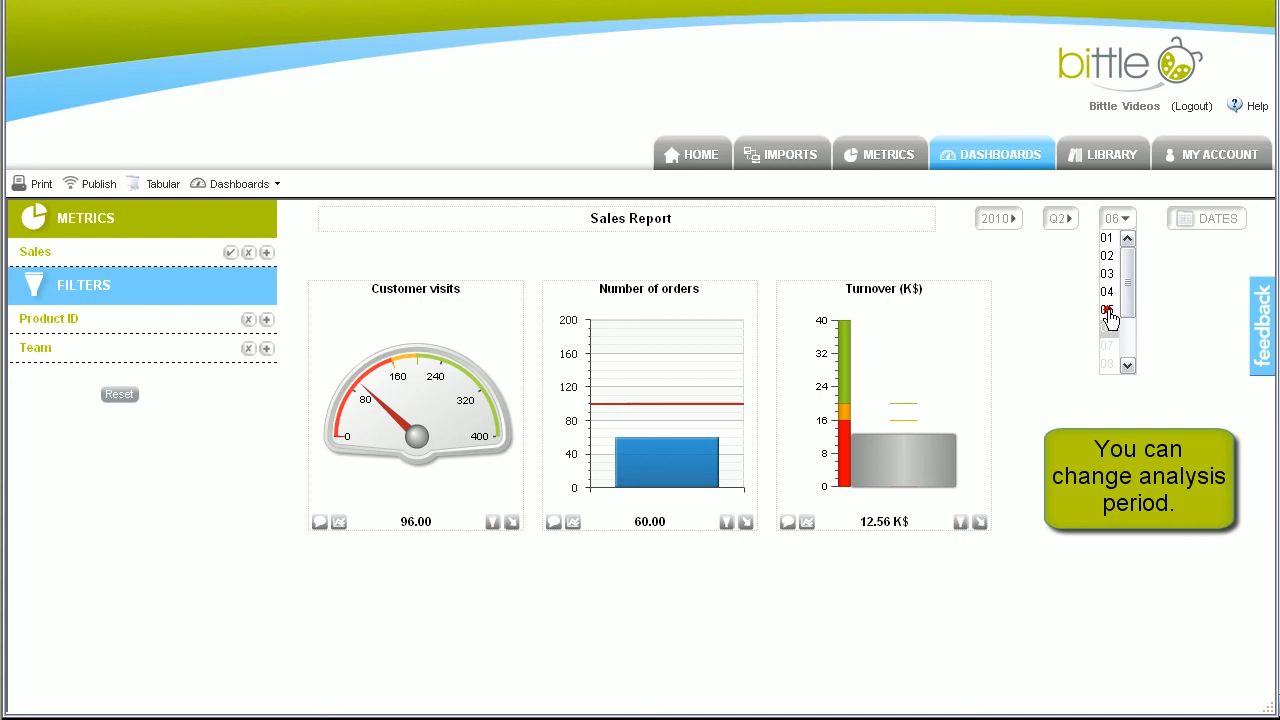 bittle
Bittle Videos (Logout) Help
HOME IMPORTS METRICS DASHBOARDS LIBRARY MY ACCOUNT
Print Publish Tabular Dashboards
METRICS
Sales
FILTERS
Product ID
Team
Reset
Sales Report
2010 Q2 06 DATES
01
02
03
04
07
08
feedback
Customer visits
0 80 160 240 320 400
96.00
Number of orders
200
160
120
80
40
0
60.00
Turnover (K$)
40
32
24
16
8
0
12.56 K$
You can
change analysis
period.